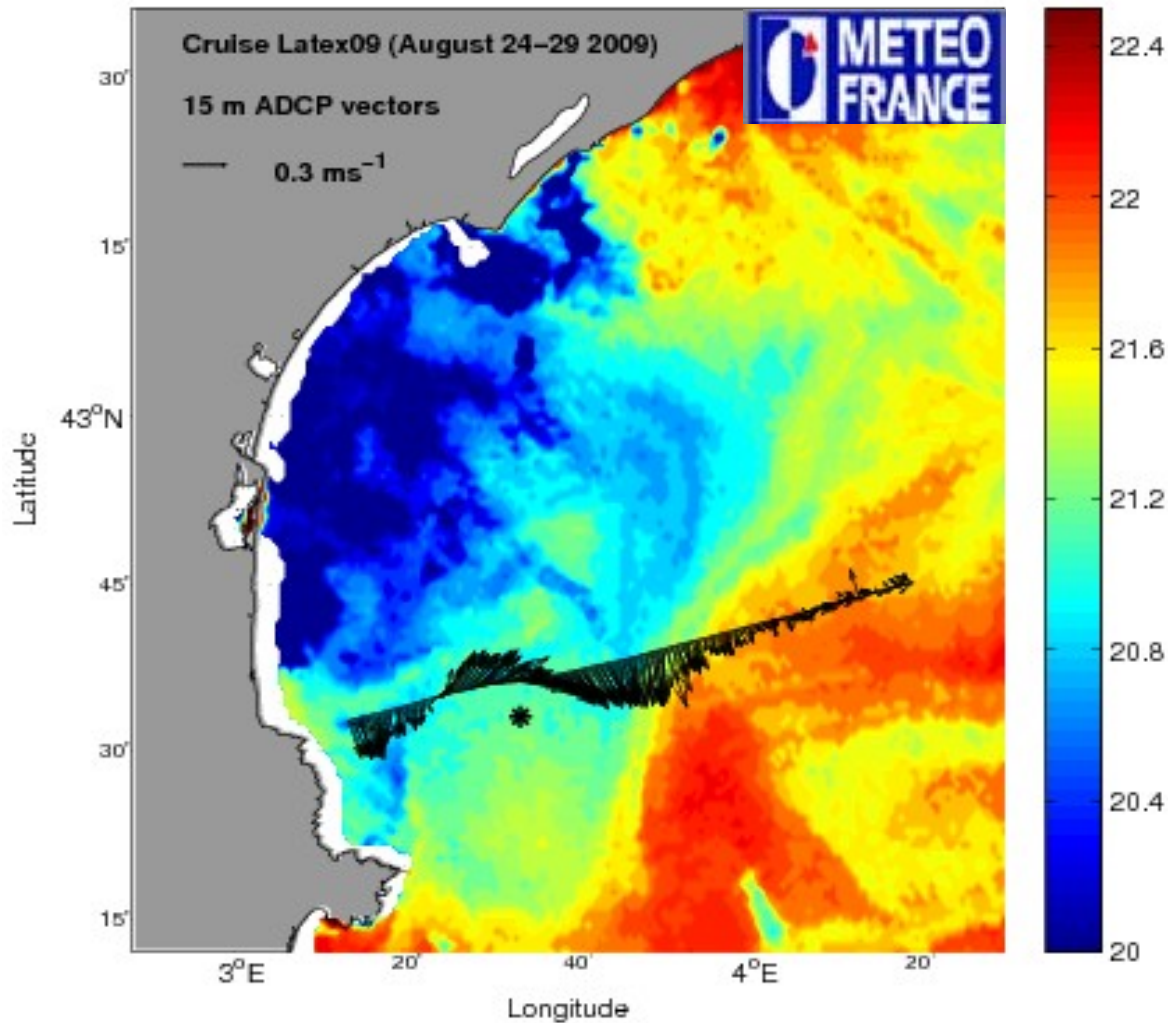 Cruise Latex09 (August 24–29 2009)
METEO
FRANCE
15 m ADCP vectors
0.3 ms⁻¹
30'
15'
43°N
45'
30'
15'
Latitude
3°E
20'
40'
4°E
20'
Longitude
22.4
22
21.6
21.2
20.8
20.4
20